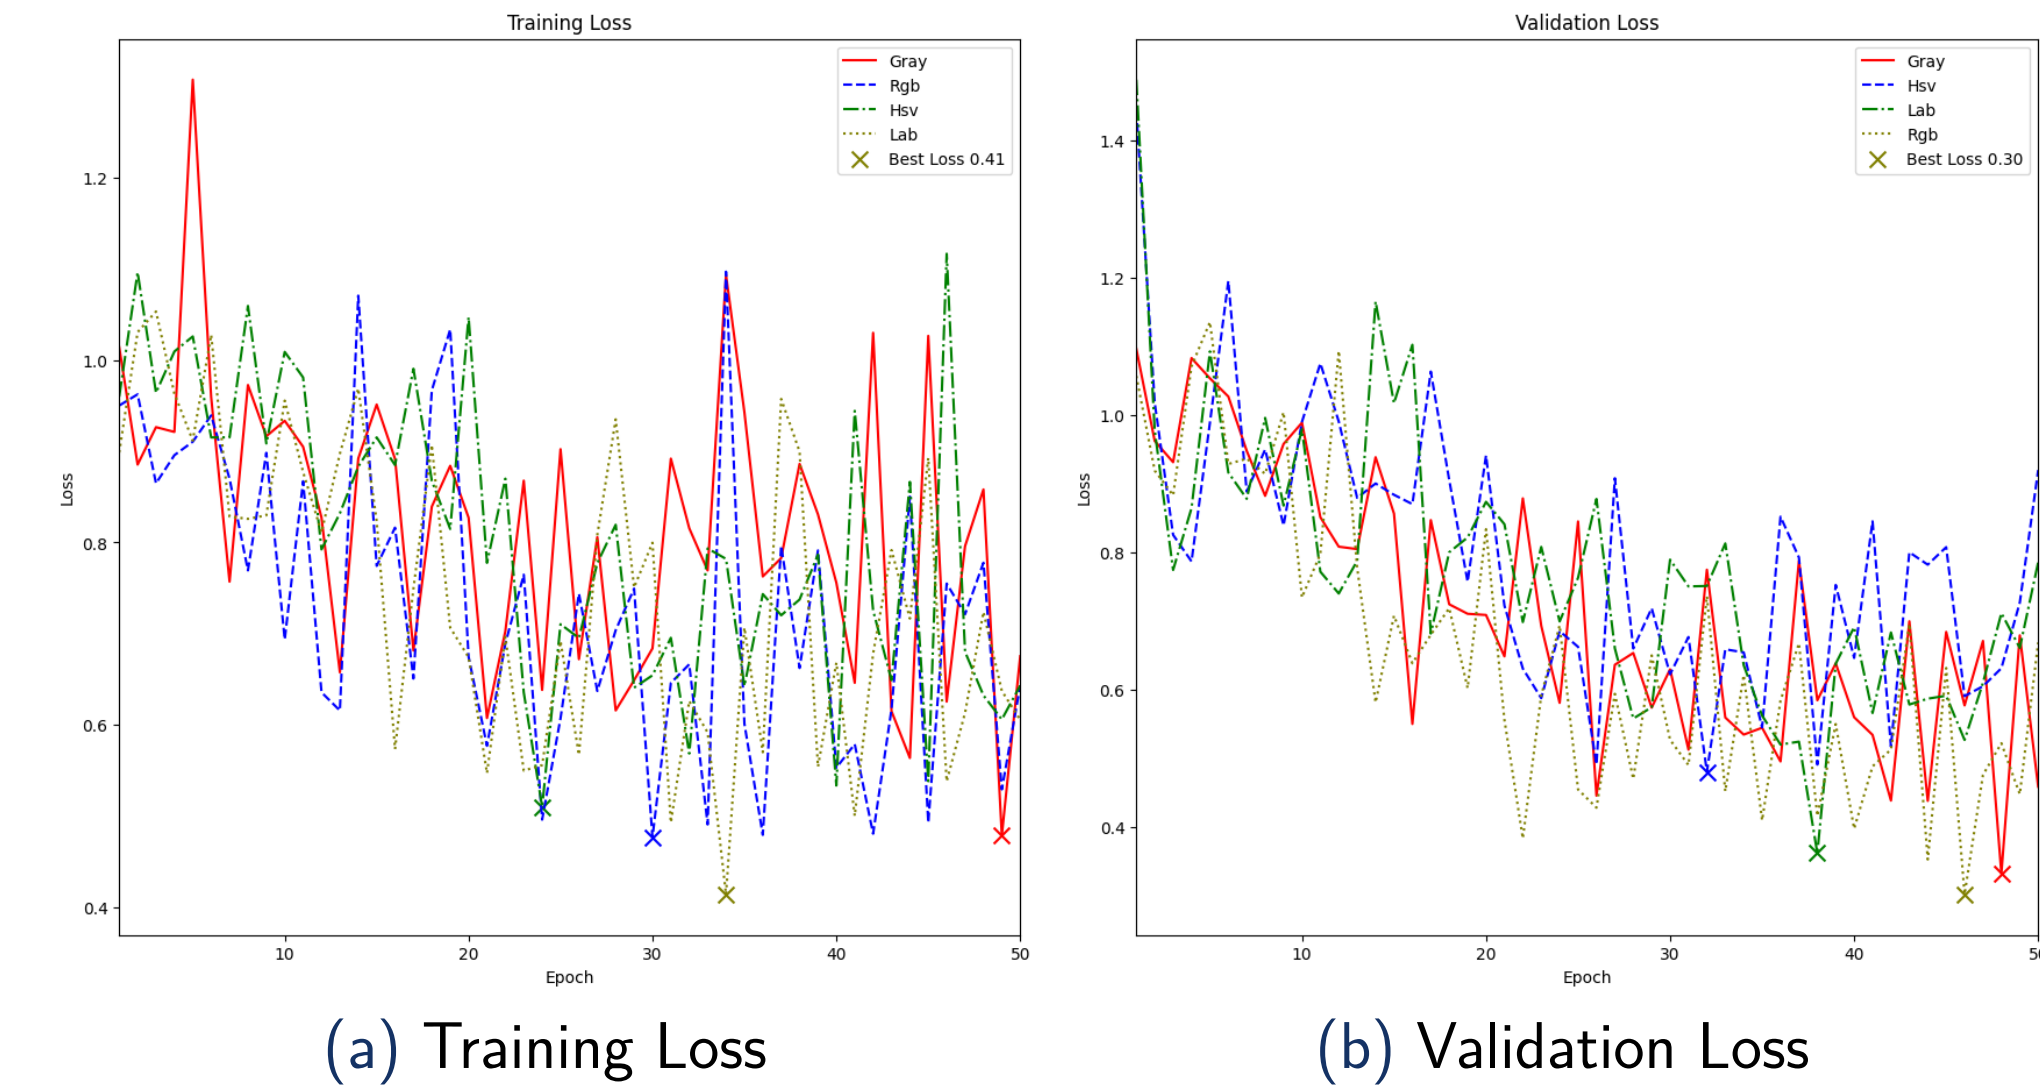 Training Loss
Gray
Rgb
Hsv
Lab
Best Loss 0.41
1.2
1.0
0.8
0.6
0.4
Loss
10 20 30 40 50
Epoch
(a) Training Loss
Validation Loss
Gray
Hsv
Lab
Rgb
Best Loss 0.30
1.4
1.2
1.0
0.8
0.6
0.4
Loss
10 20 30 40
Epoch
(b) Validation Loss